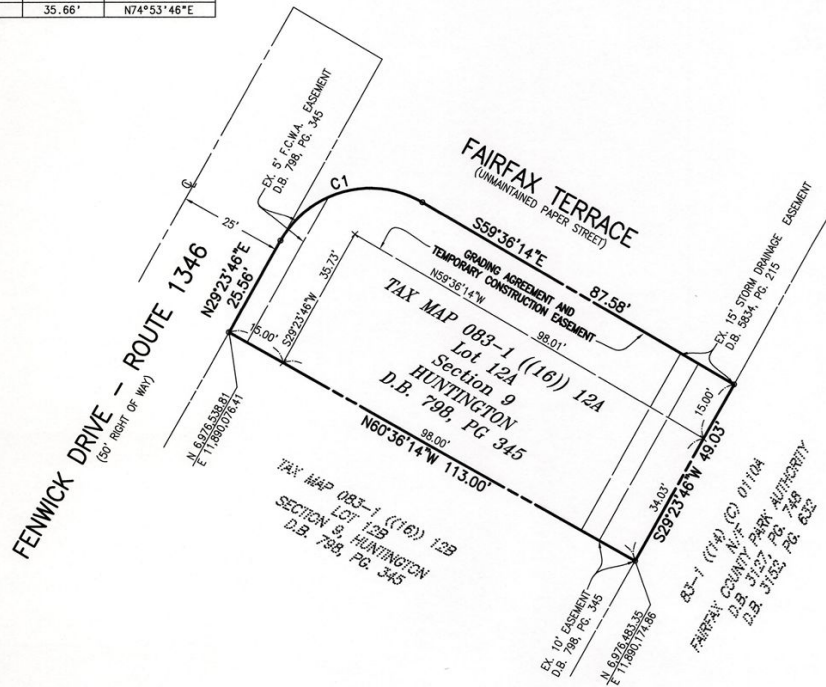 35.66' N74°53'46"E
EX. 5' F.C.W.A. EASEMENT
D.B. 798, PG. 345
C1
FAIRFAX TERRACE
(UNMAINTAINED PAPER STREET)
℄
25'
N29°23'46"E
25.56'
S59°36'14"E
87.58'
GRADING AGREEMENT AND
TEMPORARY CONSTRUCTION EASEMENT
N59°36'14"W
98.01'
35.73'
S29°23'46"W
EX. 15' STORM DRAINAGE EASEMENT
D.B. 5834, PG. 215
FENWICK DRIVE – ROUTE 1346
(50' RIGHT OF WAY)
15.00'
TAX MAP 083-1 ((16)) 12A
Lot 12A
Section 9
HUNTINGTON
D.B. 798, PG 345
15.00'
N 6,976,538.81
E 11,890,076.41
98.00'
N60°36'14"W 113.00'
34.03'
S29°23'46"W 49.03'
TAX MAP 083-1 ((16)) 12B
LOT 12B
SECTION 9, HUNTINGTON
D.B. 798, PG. 345
83-1 ((14) (C) 0110A
N/F
FAIRFAX COUNTY PARK AUTHORITY
D.B. 3127, PG. 748
D.B. 3152, PG. 632
EX. 10' EASEMENT
D.B. 798, PG. 345
N 6,976,483.35
E 11,890,174.86